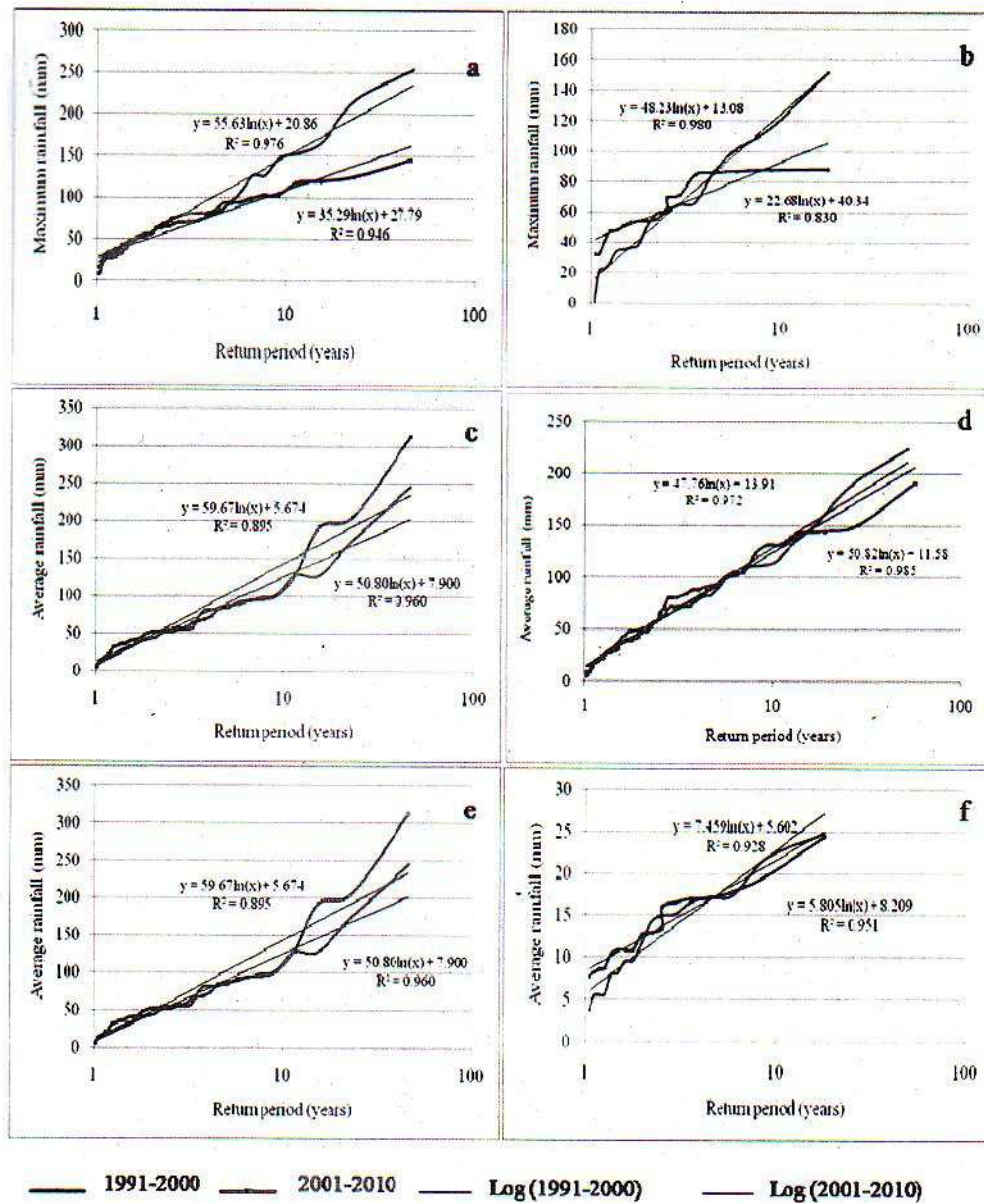 a
300
250
200
150
100
50
0
Maximum rainfall (mm)
y = 55.63ln(x) + 20.86
R² = 0.976
y = 35.29ln(x) + 27.79
R² = 0.946
1 10 100
Return period (years)
b
180
160
140
120
100
80
60
40
20
0
Maximum rainfall (mm)
y = 48.23ln(x) + 13.08
R² = 0.980
y = 22.68ln(x) + 40.34
R² = 0.830
1 10 100
Return period (years)
c
350
300
250
200
150
100
50
0
Average rainfall (mm)
y = 59.67ln(x) + 5.674
R² = 0.895
y = 50.80ln(x) + 7.900
R² = 0.960
1 10 100
Return period (years)
d
250
200
150
100
50
0
Average rainfall (mm)
y = 47.76ln(x) – 13.91
R² = 0.972
y = 50.82ln(x) – 11.58
R² = 0.985
1 10 100
Return period (years)
e
350
300
250
200
150
100
50
0
Average rainfall (mm)
y = 59.67ln(x) + 5.674
R² = 0.895
y = 50.80ln(x) + 7.900
R² = 0.960
1 10 100
Return period (years)
f
30
25
20
15
10
5
0
Average rainfall (mm)
y = 7.459ln(x) + 5.602
R² = 0.928
y = 5.805ln(x) + 8.209
R² = 0.951
1 10 100
Return period (years)
1991-2000 2001-2010 Log (1991-2000) Log (2001-2010)